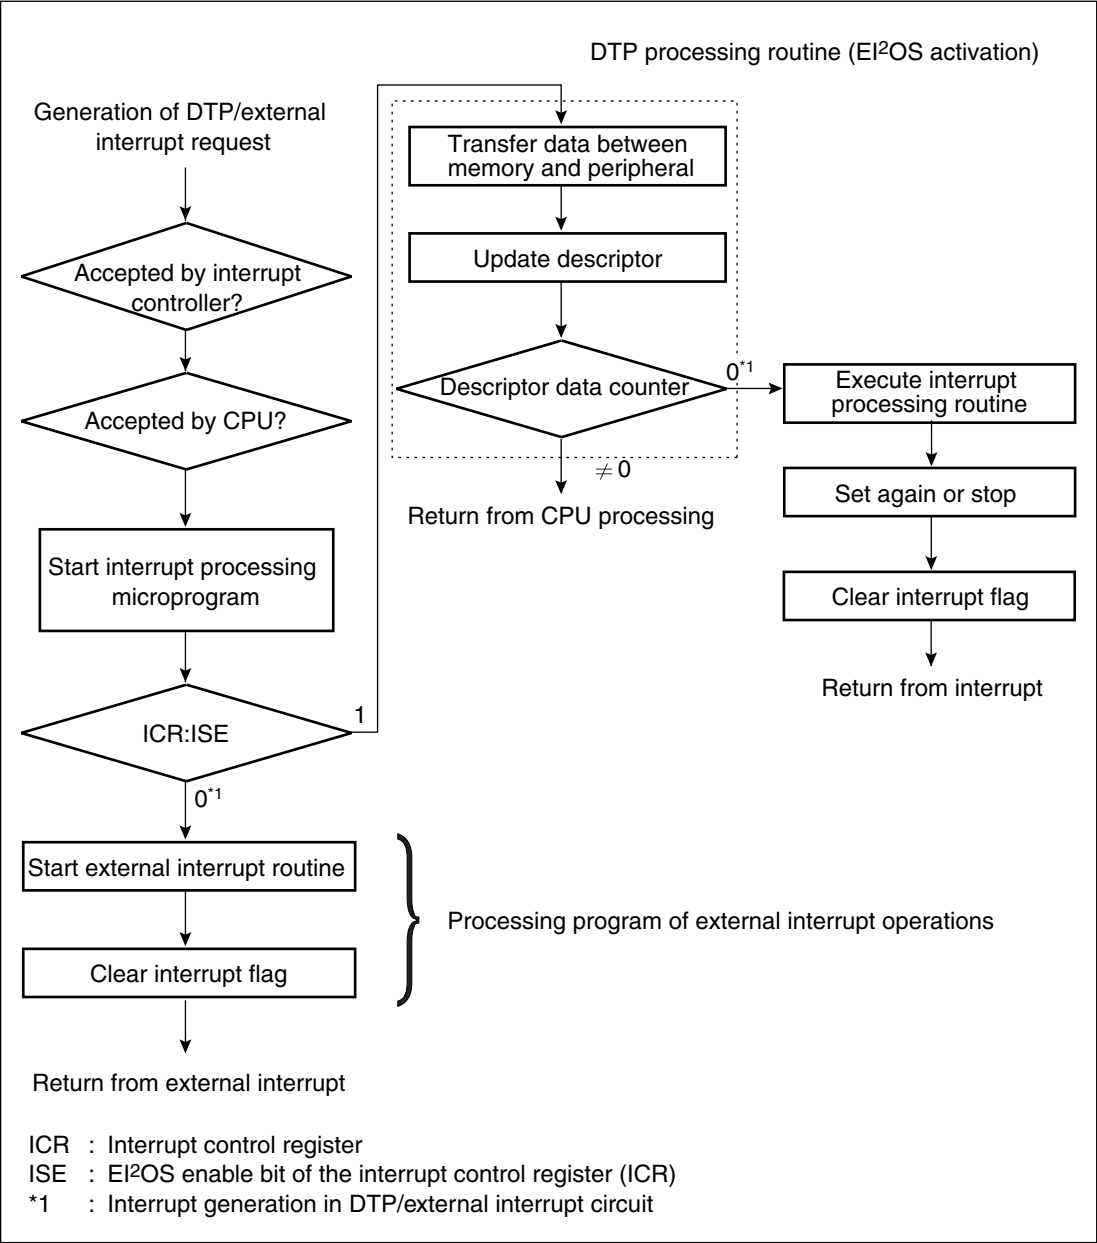 DTP processing routine (EI²OS activation)
Generation of DTP/external
interrupt request
Accepted by interrupt
controller?
Accepted by CPU?
Start interrupt processing
microprogram
ICR:ISE
1
0*1
Start external interrupt routine
Clear interrupt flag
Return from external interrupt
Processing program of external interrupt operations
Transfer data between
memory and peripheral
Update descriptor
Descriptor data counter
0*1
≠ 0
Return from CPU processing
Execute interrupt
processing routine
Set again or stop
Clear interrupt flag
Return from interrupt
ICR : Interrupt control register
ISE : EI²OS enable bit of the interrupt control register (ICR)
*1 : Interrupt generation in DTP/external interrupt circuit